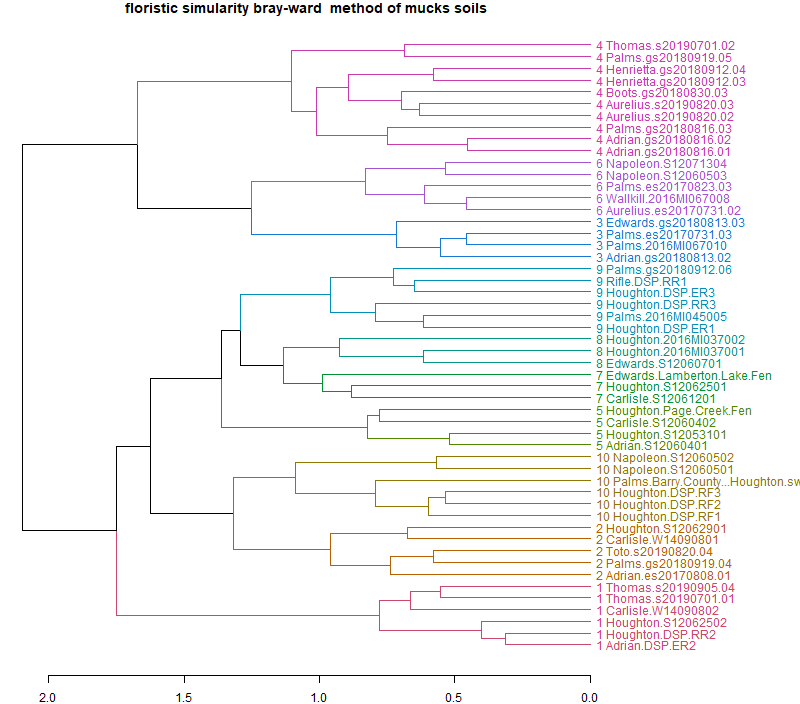 floristic simularity bray-ward method of mucks soils
4 Thomas.s20190701.02
4 Palms.gs20180919.05
4 Henrietta.gs20180912.04
4 Henrietta.gs20180912.03
4 Boots.gs20180830.03
4 Aurelius.s20190820.03
4 Aurelius.s20190820.02
4 Palms.gs20180816.03
4 Adrian.gs20180816.02
4 Adrian.gs20180816.01
6 Napoleon.S12071304
6 Napoleon.S12060503
6 Palms.es20170823.03
6 Wallkill.2016MI067008
6 Aurelius.es20170731.02
3 Edwards.gs20180813.03
3 Palms.es20170731.03
3 Palms.2016MI067010
3 Adrian.gs20180813.02
9 Palms.gs20180912.06
9 Rifle.DSP.RR1
9 Houghton.DSP.ER3
9 Houghton.DSP.RR3
9 Palms.2016MI045005
9 Houghton.DSP.ER1
8 Houghton.2016MI037002
8 Houghton.2016MI037001
8 Edwards.S12060701
7 Edwards.Lamberton.Lake.Fen
7 Houghton.S12062501
7 Carlisle.S12061201
5 Houghton.Page.Creek.Fen
5 Carlisle.S12060402
5 Houghton.S12053101
5 Adrian.S12060401
10 Napoleon.S12060502
10 Napoleon.S12060501
10 Palms.Barry.County...Houghton.sw
10 Houghton.DSP.RF3
10 Houghton.DSP.RF2
10 Houghton.DSP.RF1
2 Houghton.S12062901
2 Carlisle.W14090801
2 Toto.s20190820.04
2 Palms.gs20180919.04
2 Adrian.es20170808.01
1 Thomas.s20190905.04
1 Thomas.s20190701.01
1 Carlisle.W14090802
1 Houghton.S12062502
1 Houghton.DSP.RR2
1 Adrian.DSP.ER2
2.0 1.5 1.0 0.5 0.0